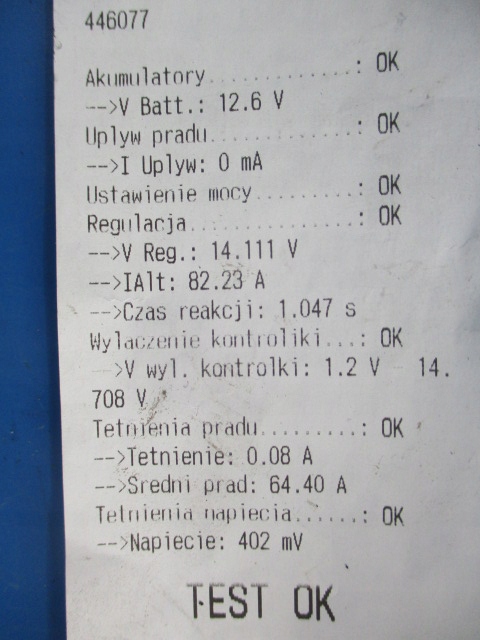 446077
Akumulatory.............: OK
-->V Batt.: 12.6 V
Uplyw pradu.............: OK
-->I Uplyw: 0 mA
Ustawienie mocy.........: OK
Regulacja...............: OK
-->V Reg.: 14.111 V
-->IAlt: 82.23 A
-->Czas reakcji: 1.047 s
Wylaczenie kontroliki...: OK
-->V wyl. kontrolki: 1.2 V  14.
708 V
Tetnienia pradu.........: OK
-->Tetnienie: 0.08 A
-->Sredni prad: 64.40 A
Tetnienia napiecia......: OK
-->Napiecie: 402 mV
TEST OK